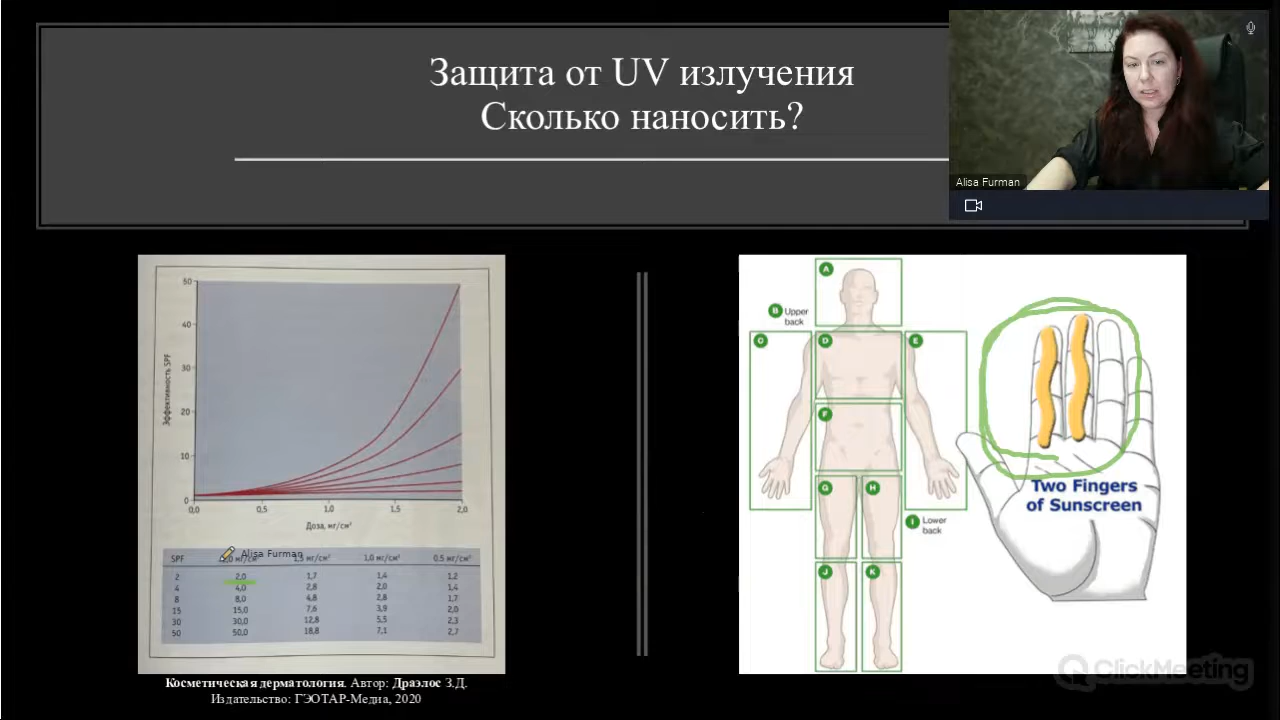 Защита от UV излучения
Сколько наносить?
Alisa Furman
50
40
30
20
10
0
Эффективность SPF
0,0 0,5 1,0 1,5 2,0
Доза, мг/см²
Alisa Furman
SPF 1,5 мг/см² 1,0 мг/см² 0,5 мг/см²
2 2,0 1,7 1,4 1,2
4 4,0 2,8 2,0 1,4
8 8,0 4,8 2,8 1,7
15 15,0 7,6 3,9 2,0
30 30,0 12,8 5,5 2,3
50 50,0 18,8 7,1 2,7
Косметическая дерматология. Автор: Драэлос З.Д.
Издательство: ГЭОТАР-Медиа, 2020
A
B Upper
back
C D E
F
G H
I Lower
back
J K
Two Fingers
of Sunscreen
ClickMeeting